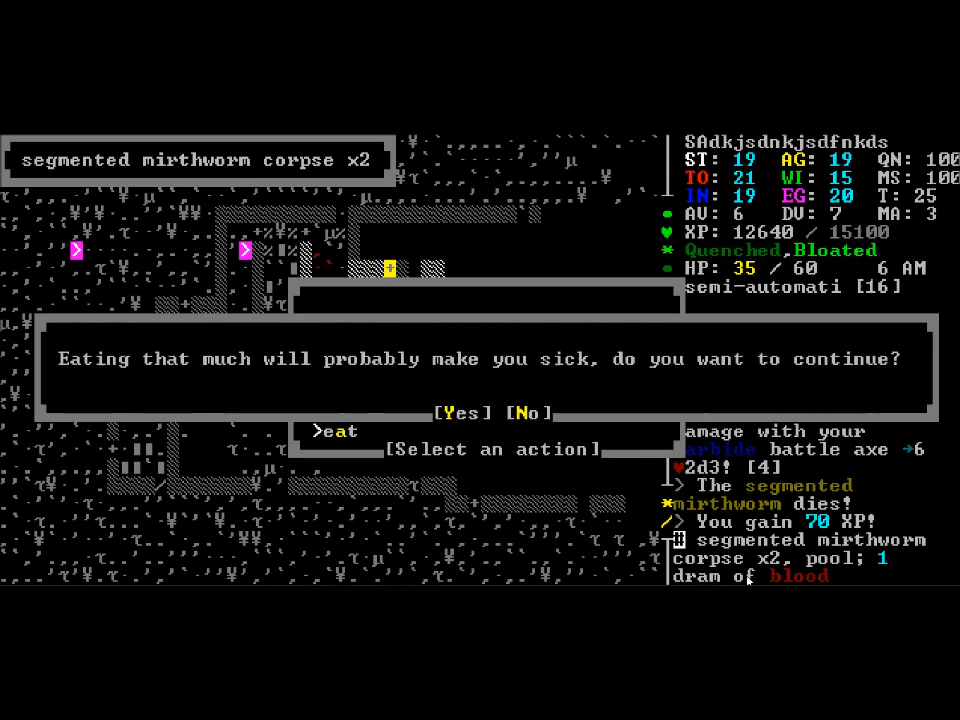 SAdkjsdnkjsdfnkds
segmented mirthworm corpse x2
ST: 19 AG: 19 QN: 100
TO: 21 WI: 15 MS: 100
IN: 19 EG: 20 T: 25
AV: 6 DV: 7 MA: 3
XP: 12640 / 15100
Quenched,Bloated
HP: 35 / 60 6 AM
semi-automati [16]
Eating that much will probably make you sick, do you want to continue?
[Yes] [No]
>eat
[Select an action]
amage with your
arbide battle axe →6
♥2d3! [4]
> The segmented
mirthworm dies!
> You gain 70 XP!
segmented mirthworm
corpse x2, pool; 1
dram of blood